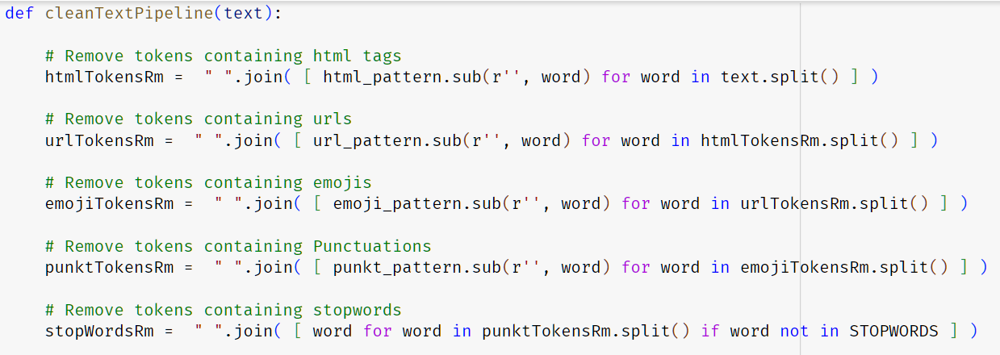 def cleanTextPipeline(text):
# Remove tokens containing html tags
htmlTokensRm =  " ".join( [ html_pattern.sub(r'', word) for word in text.split() ] )
# Remove tokens containing urls
urlTokensRm =  " ".join( [ url_pattern.sub(r'', word) for word in htmlTokensRm.split() ] )
# Remove tokens containing emojis
emojiTokensRm =  " ".join( [ emoji_pattern.sub(r'', word) for word in urlTokensRm.split() ] )
# Remove tokens containing Punctuations
punktTokensRm =  " ".join( [ punkt_pattern.sub(r'', word) for word in emojiTokensRm.split() ] )
# Remove tokens containing stopwords
stopWordsRm =  " ".join( [ word for word in punktTokensRm.split() if word not in STOPWORDS ] )